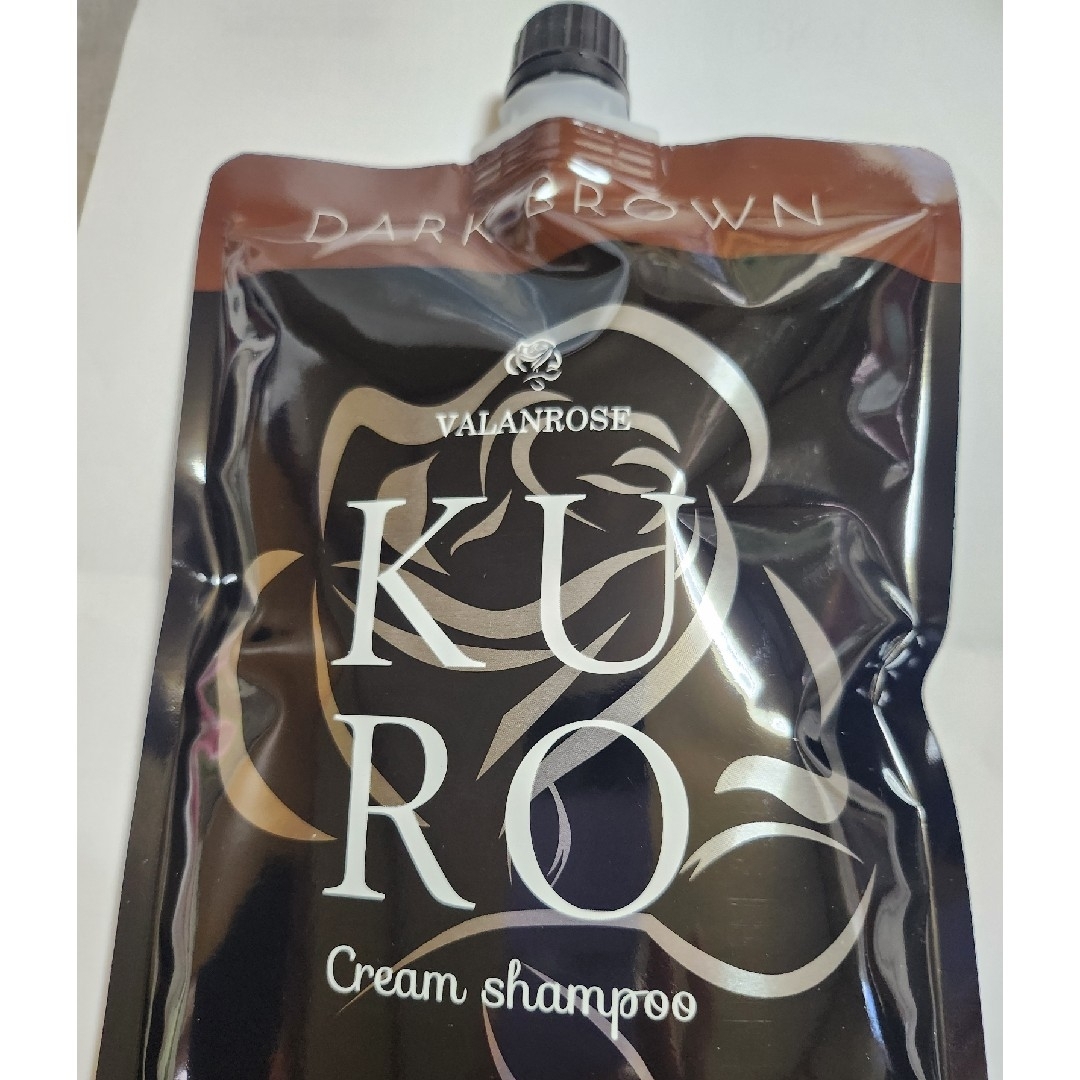 DARK BROWN
VALANROSE
KU
RO
Cream shampoo